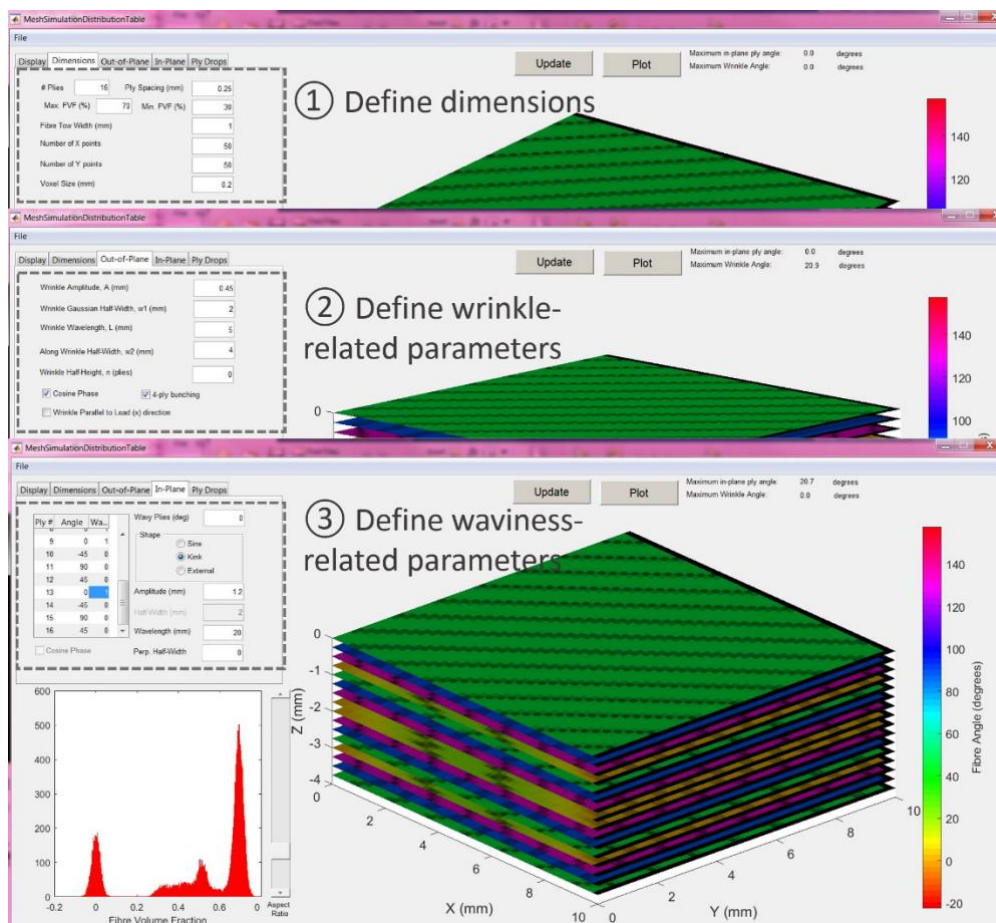 MeshSimulationDistributionTable
File
Display Dimensions Out-of-Plane In-Plane Ply Drops
# Plies 16 Ply Spacing (mm) 0.25
Max. FVF (%) 70 Min. FVF (%) 30
Fibre Tow Width (mm) 1
Number of X points 50
Number of Y points 50
Voxel Size (mm) 0.2
Update Plot
Maximum in-plane ply angle: 0.0 degrees
Maximum Wrinkle Angle: 0.0 degrees
① Define dimensions
140
120
MeshSimulationDistributionTable
File
Display Dimensions Out-of-Plane In-Plane Ply Drops
Wrinkle Amplitude, A (mm) 0.45
Wrinkle Gaussian Half-Width, w1 (mm) 2
Wrinkle Wavelength, L (mm) 5
Along Wrinkle Half-Width, w2 (mm) 4
Wrinkle Half-Height, n (plies) 0
Cosine Phase 4-ply bunching
Wrinkle Parallel to Load (x) direction
Update Plot
Maximum in-plane ply angle: 0.0 degrees
Maximum Wrinkle Angle: 20.9 degrees
② Define wrinkle-
related parameters
0
140
120
100
MeshSimulationDistributionTable
File
Display Dimensions Out-of-Plane In-Plane Ply Drops
Ply # Angle Wa...
9 0 1
10 -45 0
11 90 0
12 45 0
13 0 1
14 -45 0
15 90 0
16 45 0
Cosine Phase
Wavy Plies (deg) 0
Shape
Sine
Kink
External
Amplitude (mm) 1.2
Half-Width (mm) 2
Wavelength (mm) 20
Perp. Half-Width 0
Update Plot
Maximum in-plane ply angle: 20.7 degrees
Maximum Wrinkle Angle: 0.0 degrees
③ Define waviness-
related parameters
600
500
400
300
200
100
0
-0.2 0 0.2 0.4 0.6 0
Fibre Volume Fraction
Aspect
Ratio
0
-1
-2
-3
-4
Z (mm)
0 2 4 6 8 10
X (mm)
0 2 4 6 8 10
Y (mm)
140
120
100
80
60
40
20
0
-20
Fibre Angle (degrees)